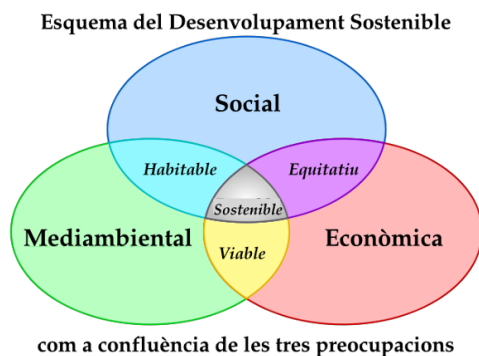 Esquema del Desenvolupament Sostenible
Social
Habitable
Equitatiu
Sostenible
Mediambiental
Econòmica
Viable
com a confluència de les tres preocupacions